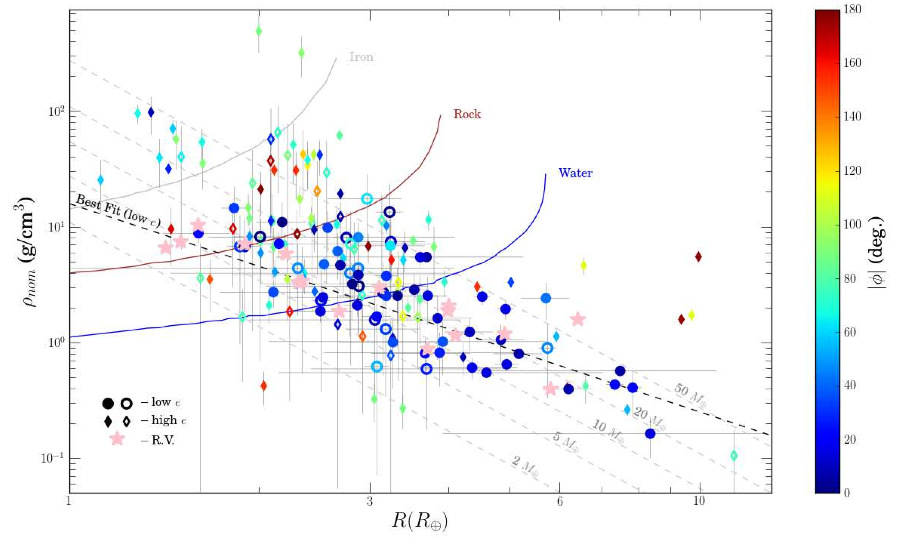 Iron
Rock
Water
Best Fit (low e)
50 M⊕
20 M⊕
10 M⊕
5 M⊕
2 M⊕
– low e
– high e
– R.V.
10²
10¹
10⁰
10⁻¹
1
3
6
10
ρnom (g/cm³)
R(R⊕)
180
160
140
120
100
80
60
40
20
0
|φ| (deg.)